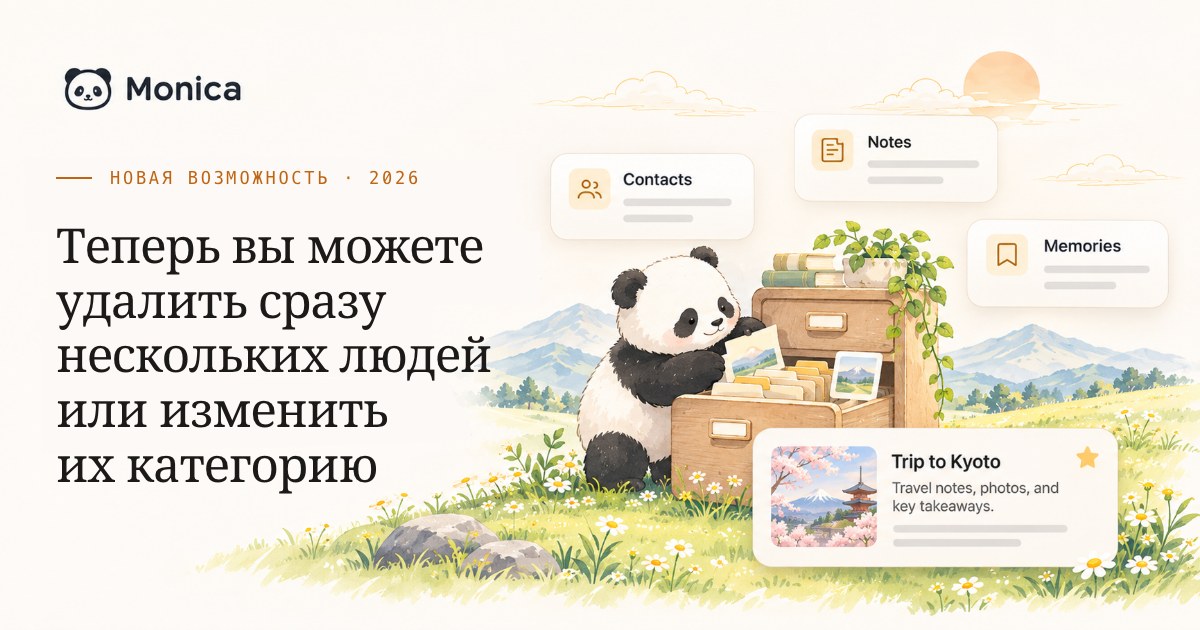 Monica
НОВАЯ ВОЗМОЖНОСТЬ · 2026
Теперь вы можете
удалить сразу
нескольких людей
или изменить
их категорию
Contacts
Notes
Memories
Trip to Kyoto
Travel notes, photos, and
key takeaways.